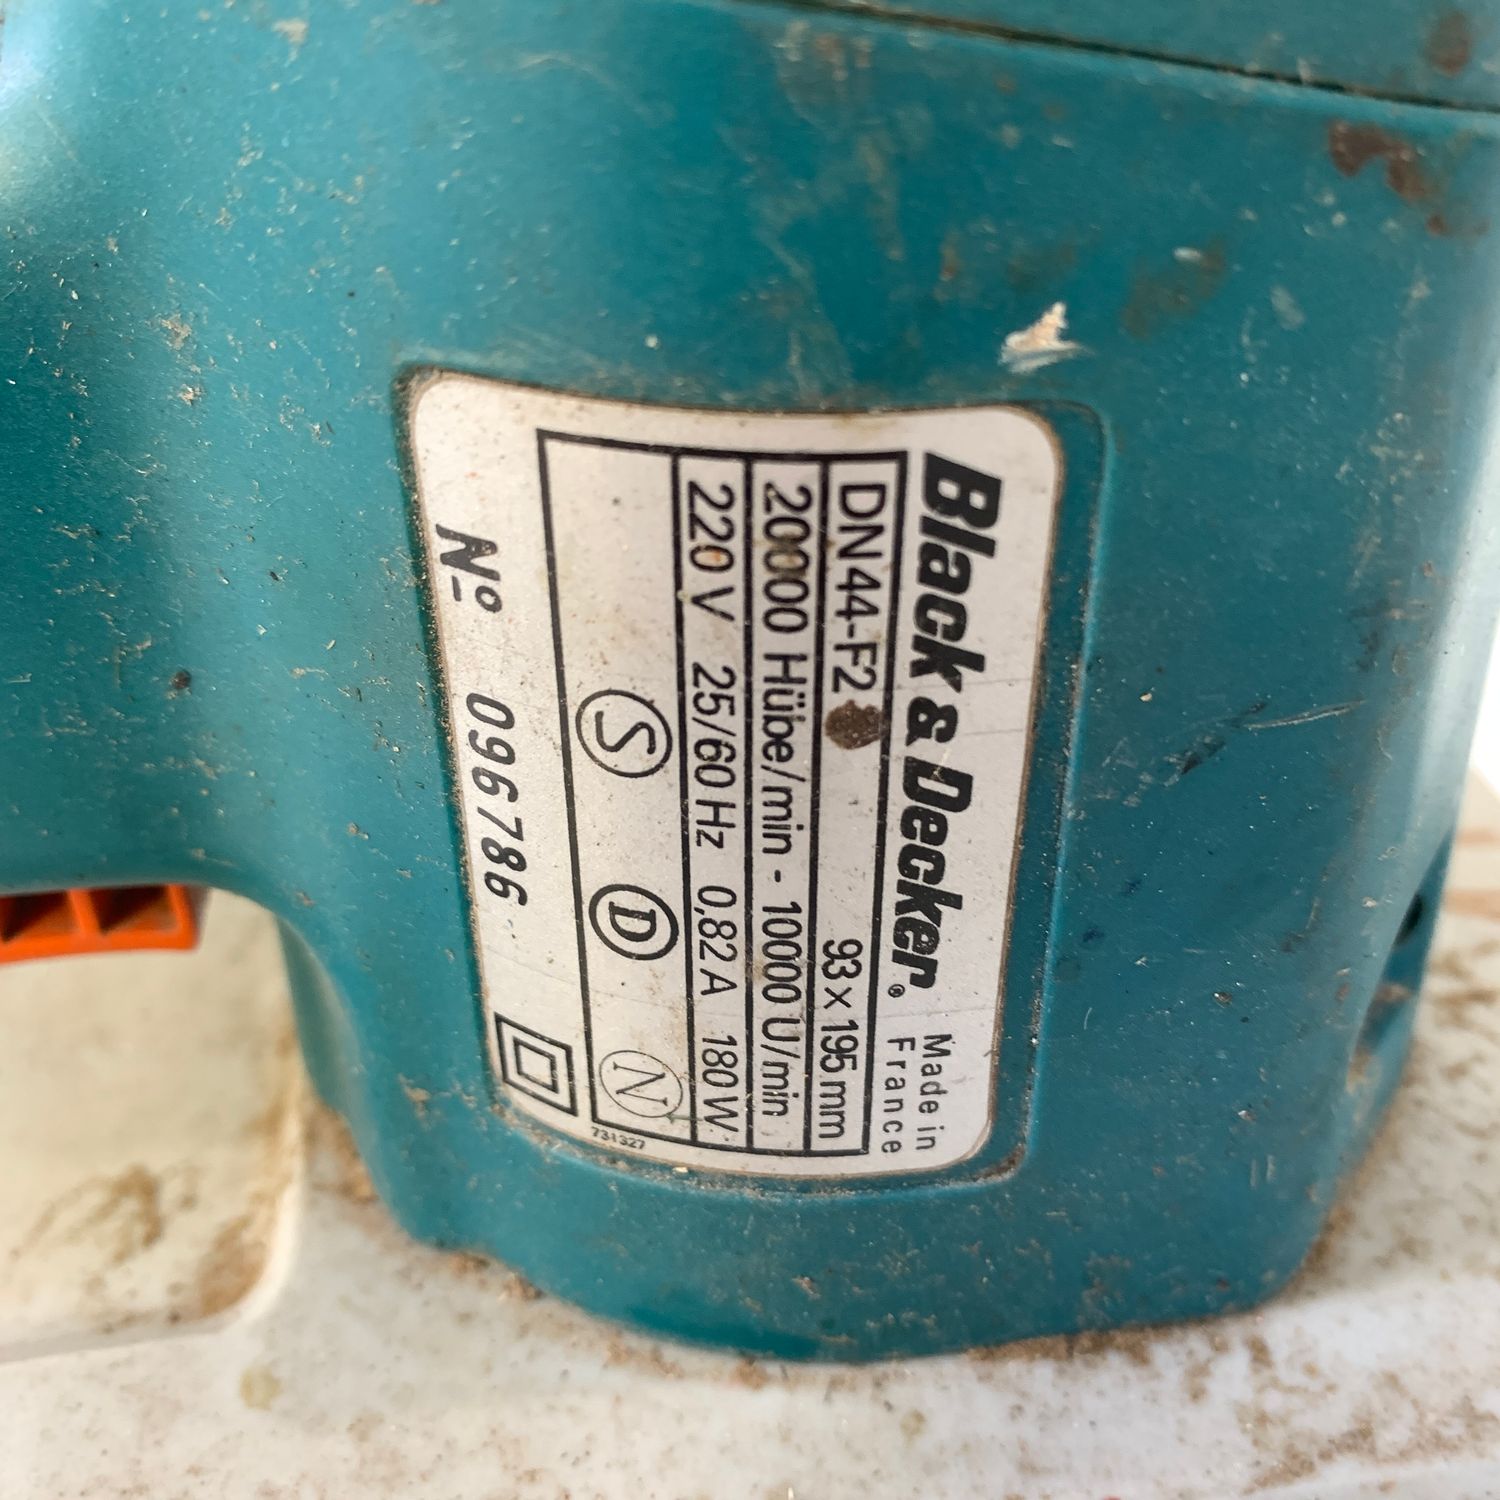 Black & Decker®
Made in
France
DN44-F2 93 x 195 mm
20000 Hübe/min - 10000 U/min
220 V 25/60 Hz 0,82 A 180 W
S D N
731327
Nº 096786